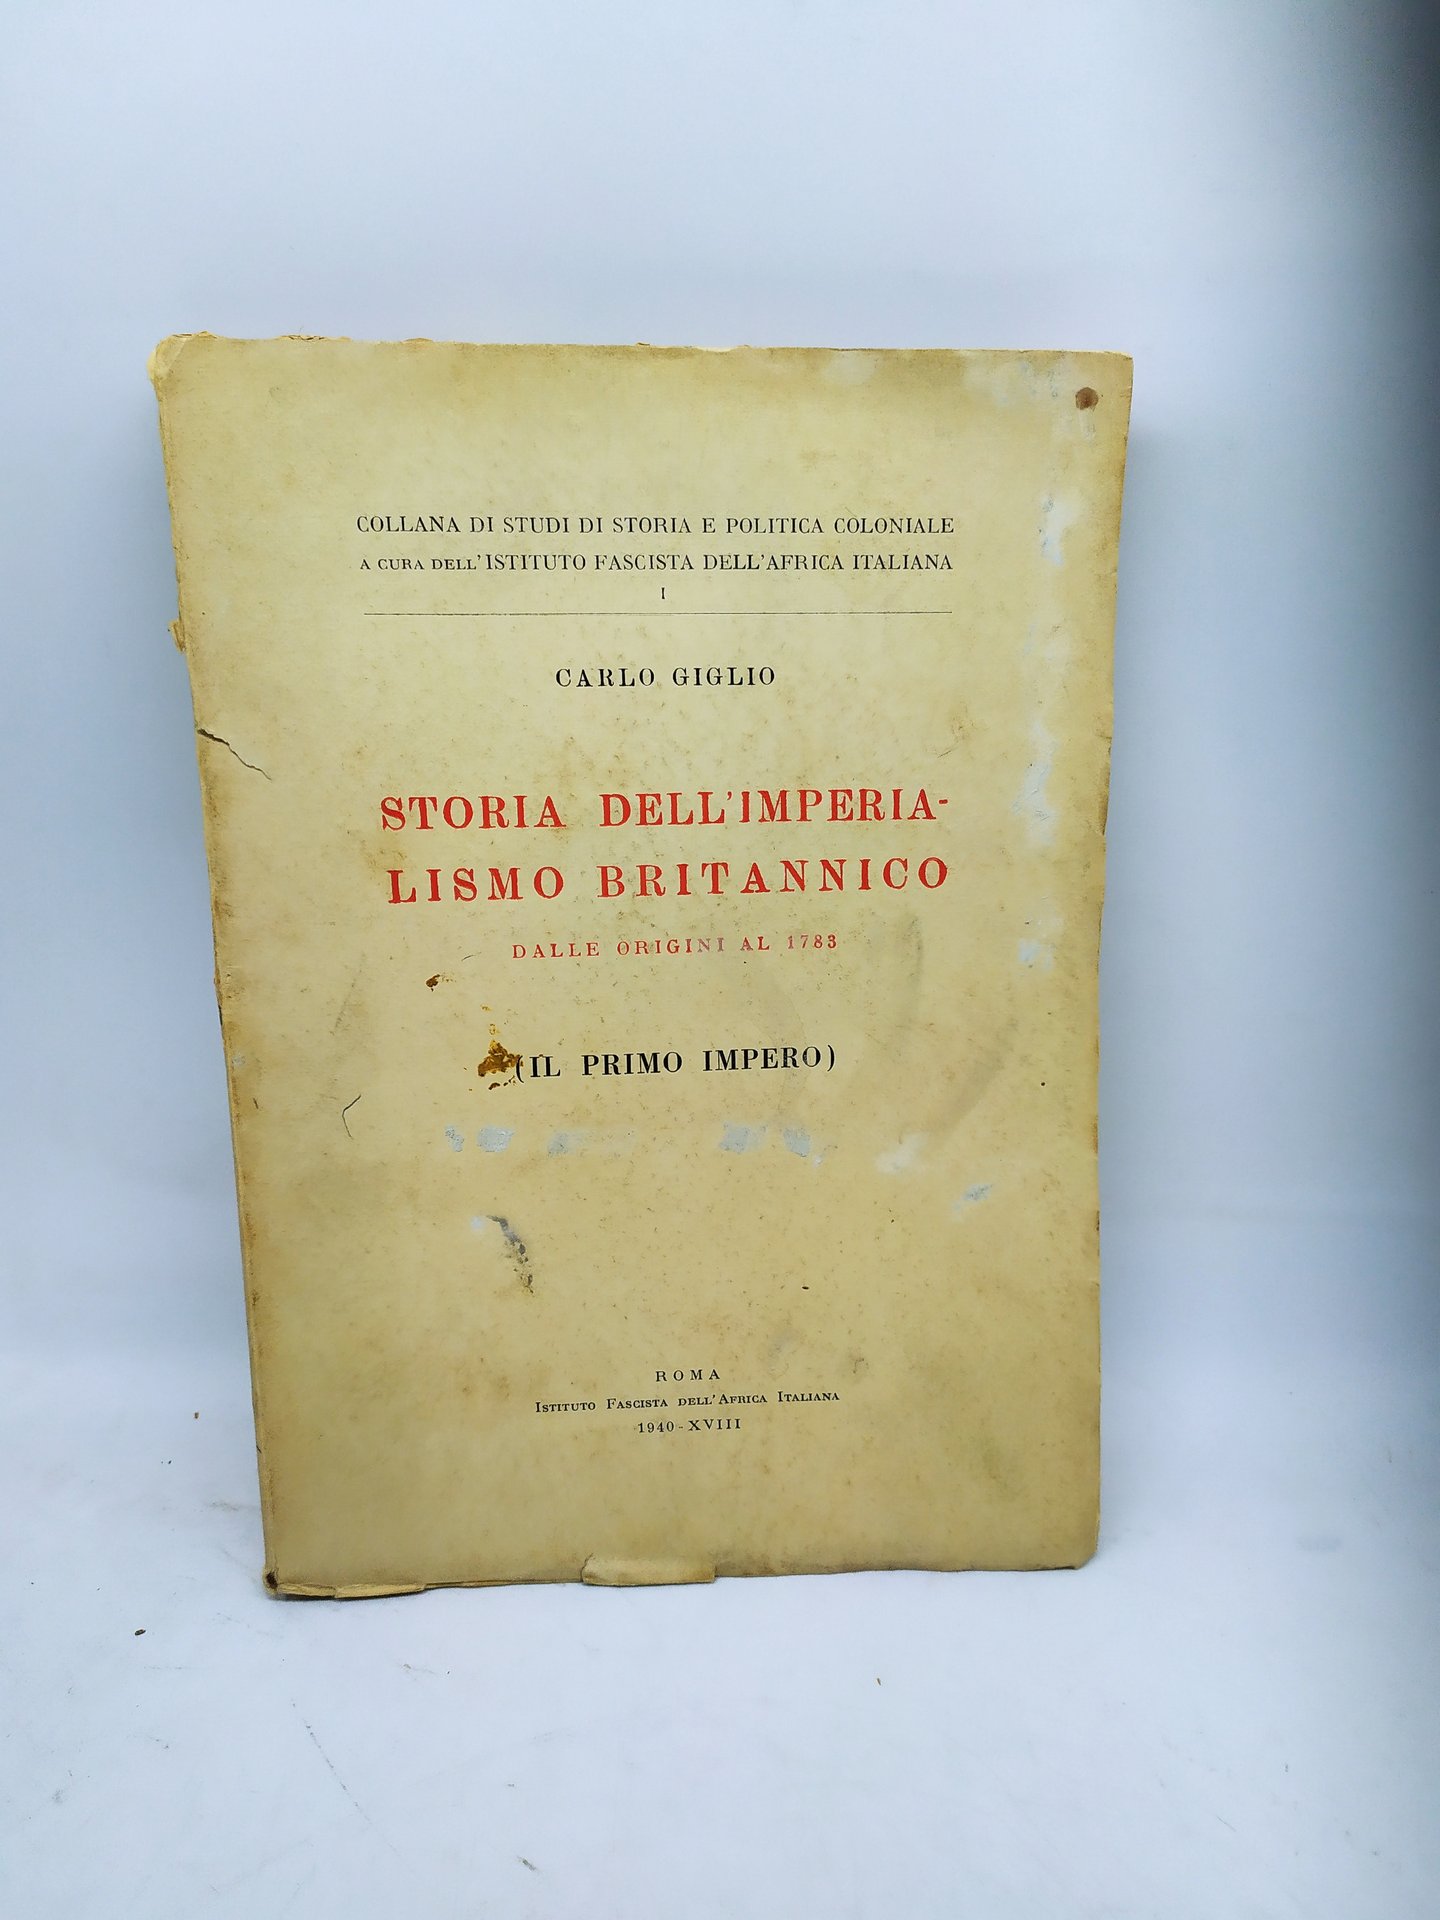 COLLANA DI STUDI DI STORIA E POLITICA COLONIALE
A CURA DELL'ISTITUTO FASCISTA DELL'AFRICA ITALIANA
I
CARLO GIGLIO
STORIA DELL'IMPERIA-
LISMO BRITANNICO
DALLE ORIGINI AL 1783
(IL PRIMO IMPERO)
ROMA
ISTITUTO FASCISTA DELL'AFRICA ITALIANA
1940-XVIII